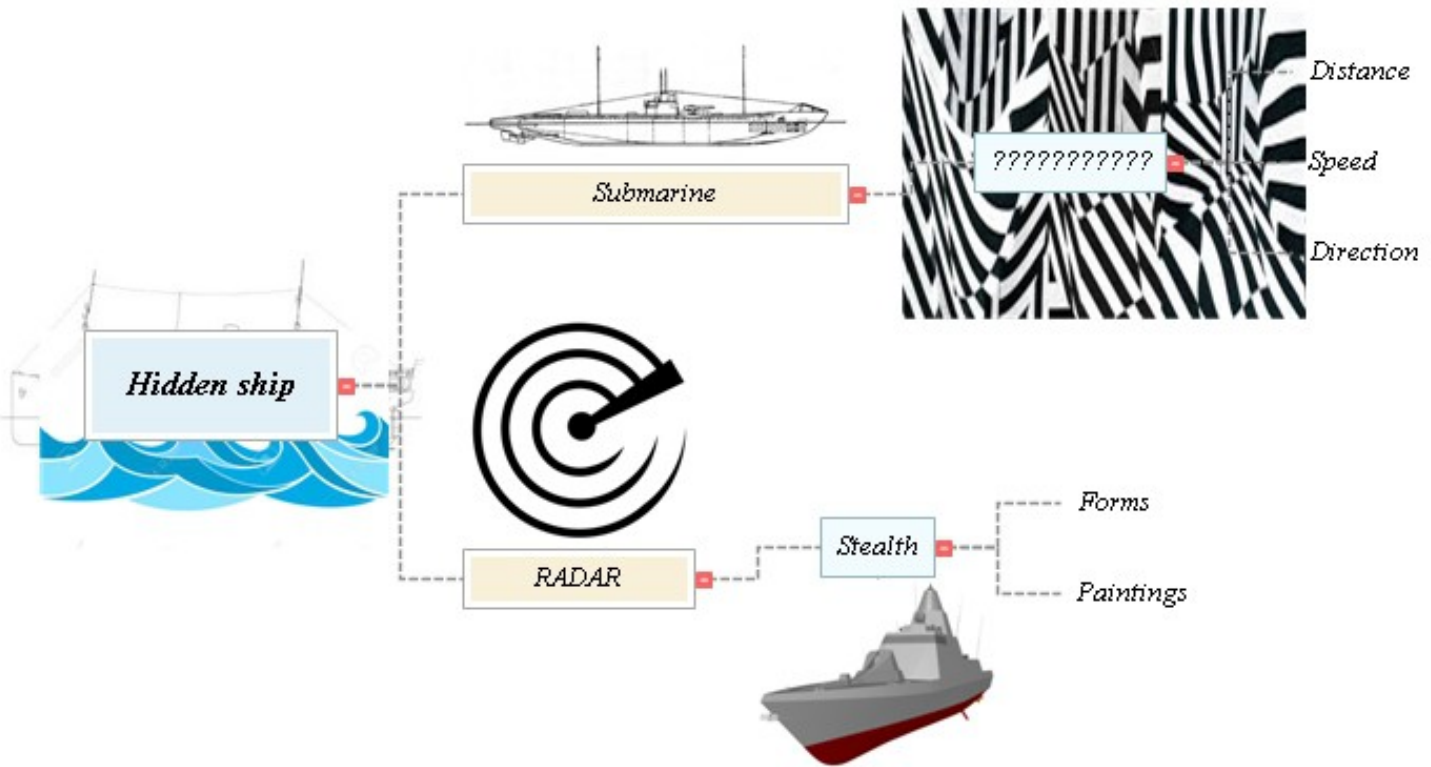 Distance
Submarine
???????????
Speed
Direction
Hidden ship
Forms
Stealth
RADAR
Paintings